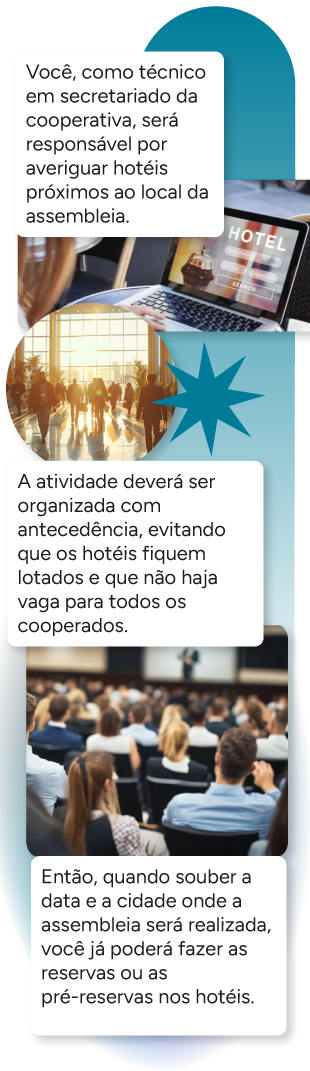 Você, como técnico
em secretariado da
cooperativa, será
responsável por
averiguar hotéis
próximos ao local da
assembleia.
HOTEL
SEARCH
A atividade deverá ser
organizada com
antecedência, evitando
que os hotéis fiquem
lotados e que não haja
vaga para todos os
cooperados.
Então, quando souber a
data e a cidade onde a
assembleia será realizada,
você já poderá fazer as
reservas ou as
pré-reservas nos hotéis.